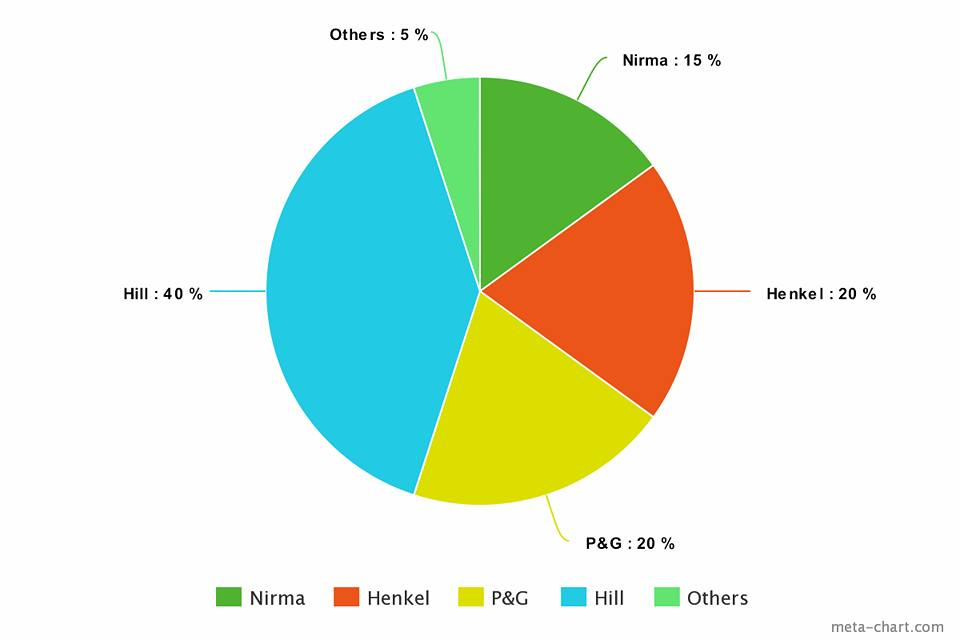 Others : 5 %
Nirma : 15 %
Hill : 40 %
Henkel : 20 %
P&G : 20 %
Nirma Henkel P&G Hill Others
meta-chart.com